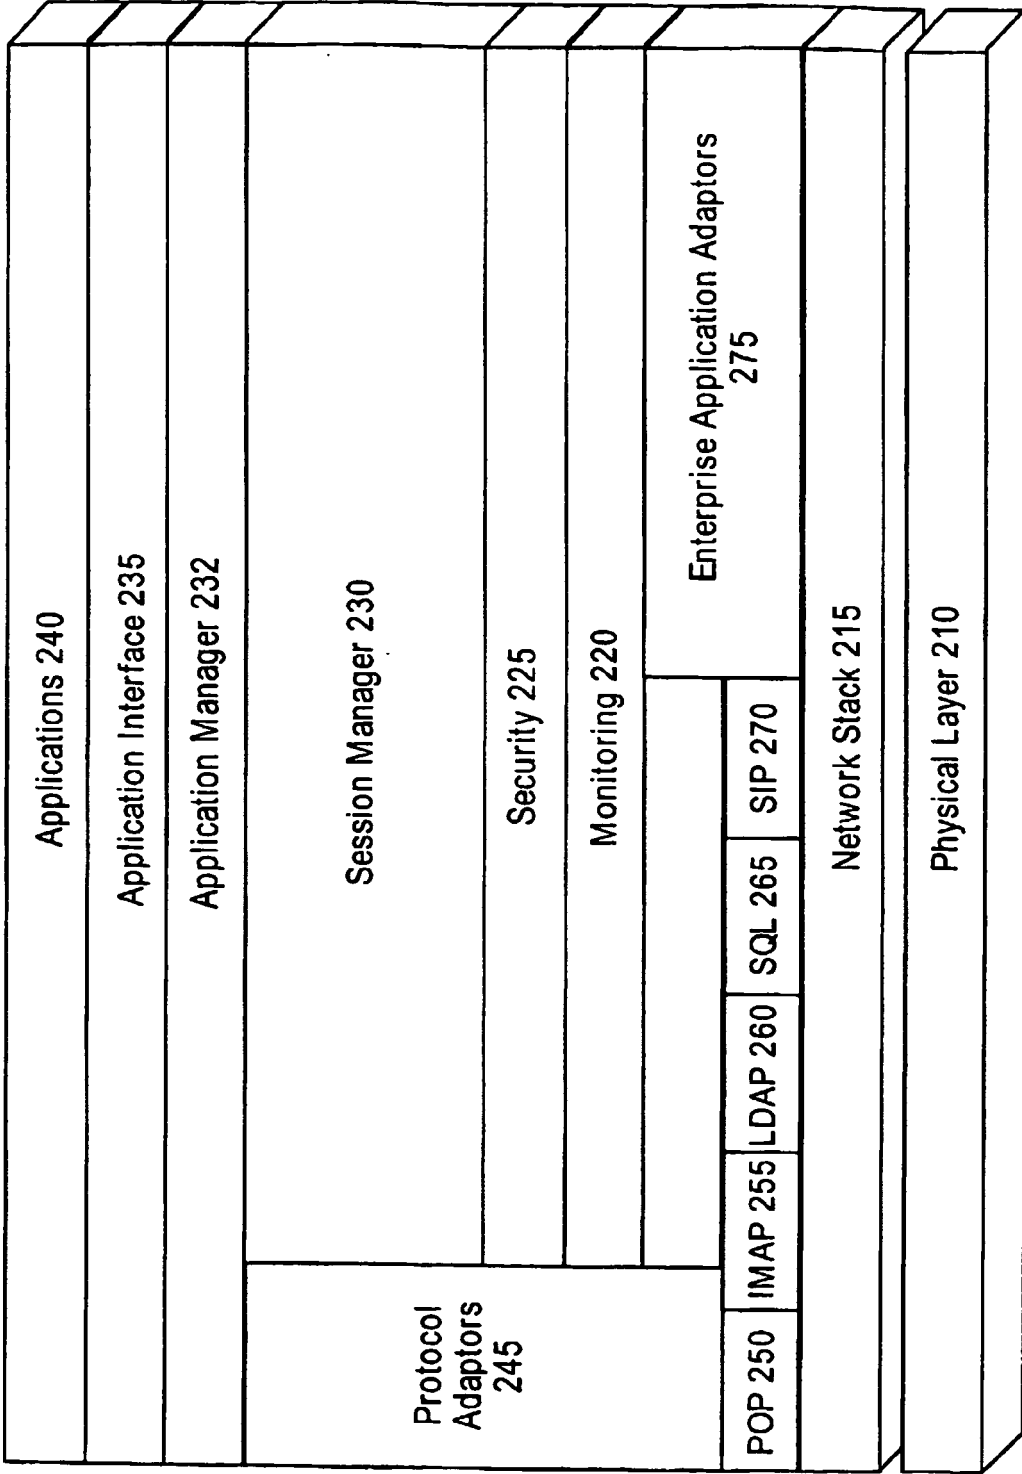 Applications 240
Application Interface 235
Application Manager 232
Session Manager 230
Protocol
Adaptors
245
Security 225
Monitoring 220
Enterprise Application Adaptors
275
POP 250
IMAP 255
LDAP 260
SQL 265
SIP 270
Network Stack 215
Physical Layer 210